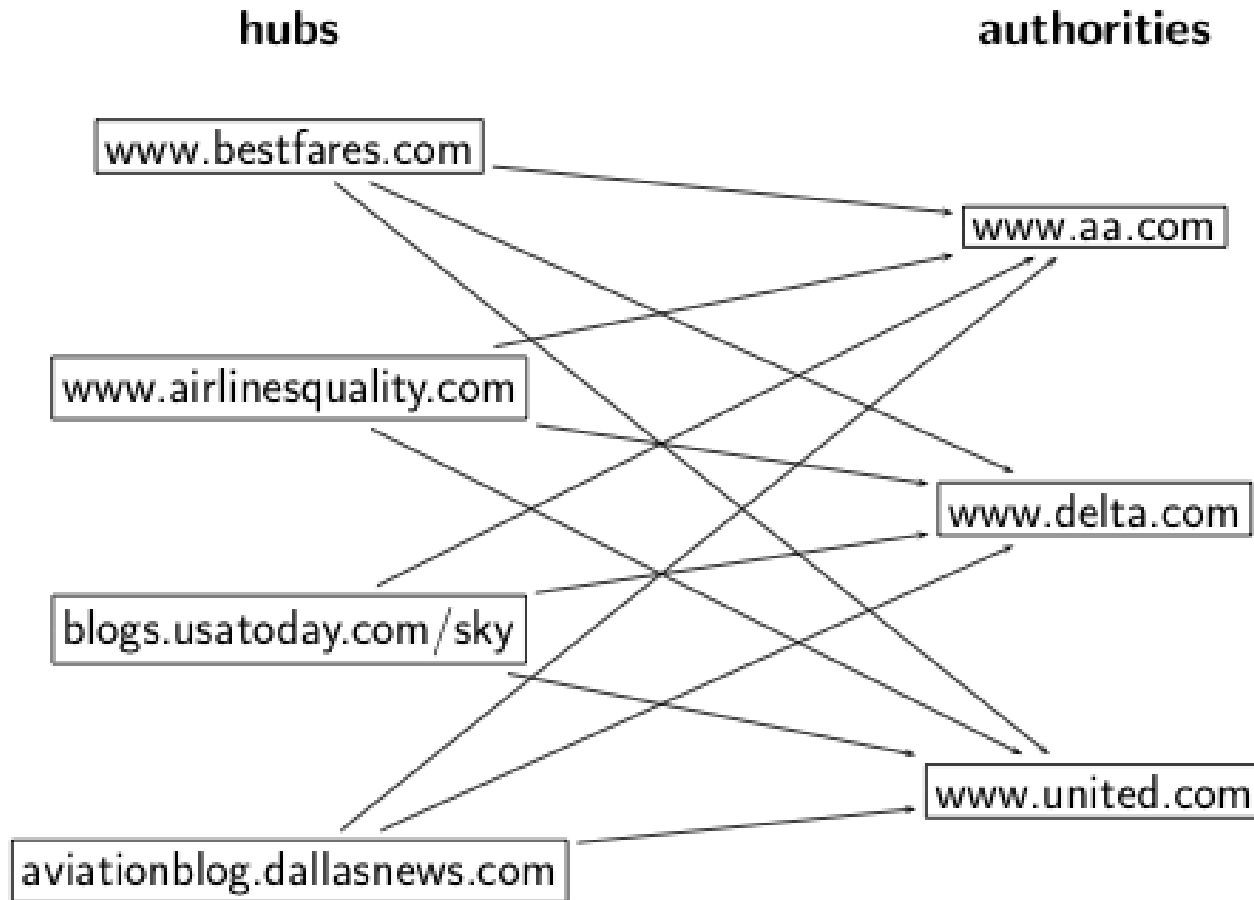 hubs
authorities
www.bestfares.com
www.aa.com
www.airlinesquality.com
www.delta.com
blogs.usatoday.com/sky
www.united.com
aviationblog.dallasnews.com